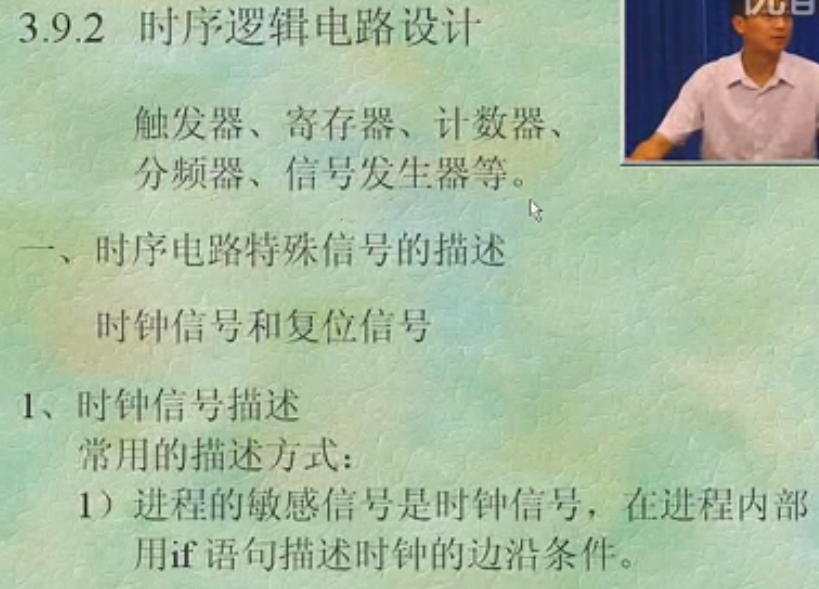 3.9.2 时序逻辑电路设计
触发器、寄存器、计数器、
分频器、信号发生器等。
一、时序电路特殊信号的描述
时钟信号和复位信号
1、时钟信号描述
常用的描述方式：
1）进程的敏感信号是时钟信号，在进程内部
用if 语句描述时钟的边沿条件。